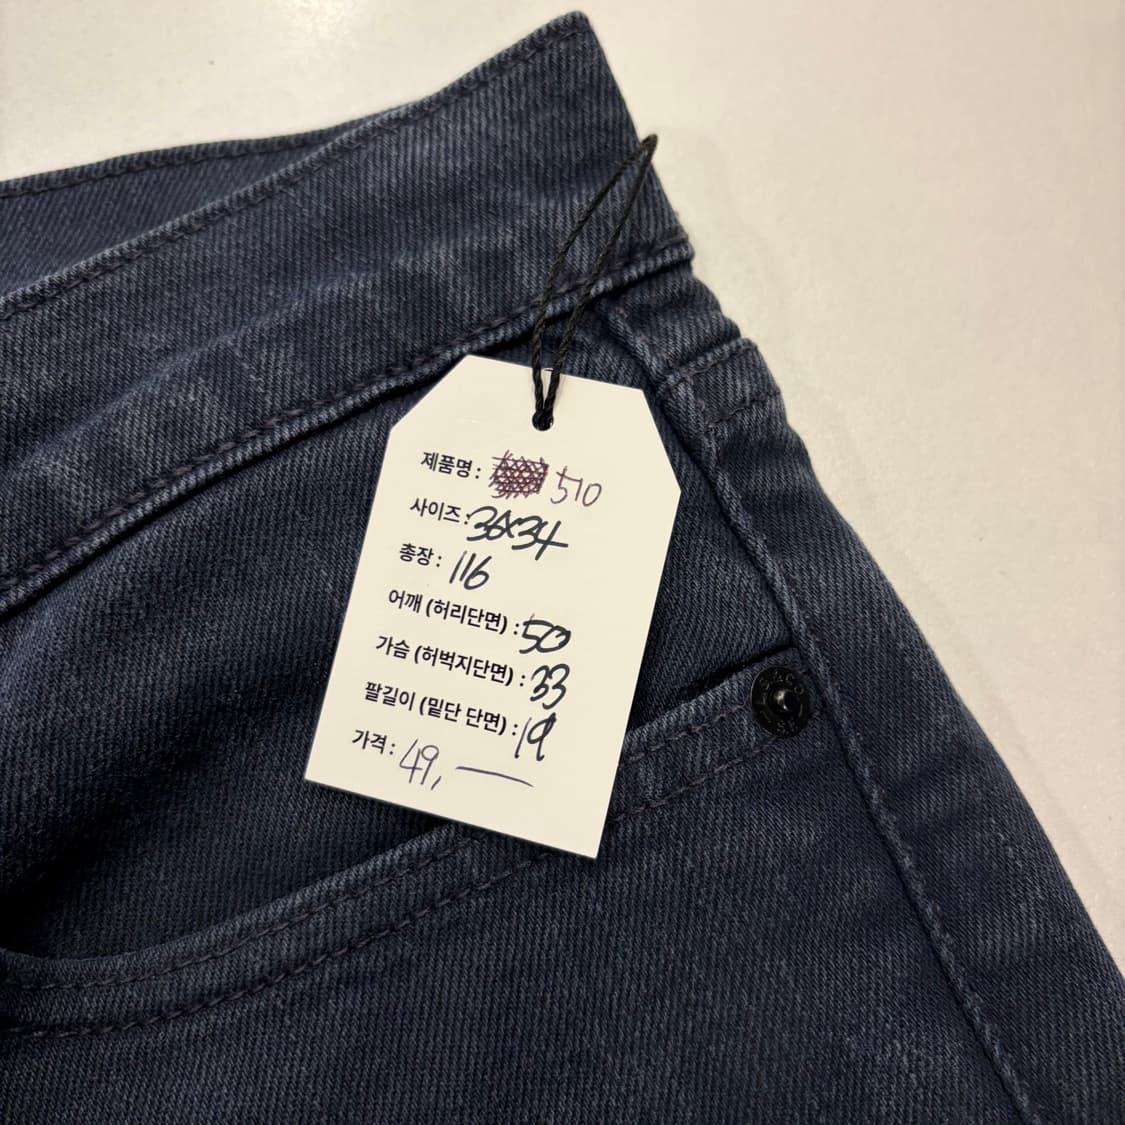 제품명: 510
사이즈: 36x34
총장: 116
어깨 (허리단면) : 50
가슴 (허벅지단면) : 33
팔길이 (밑단 단면) : 19
가격: 49,—